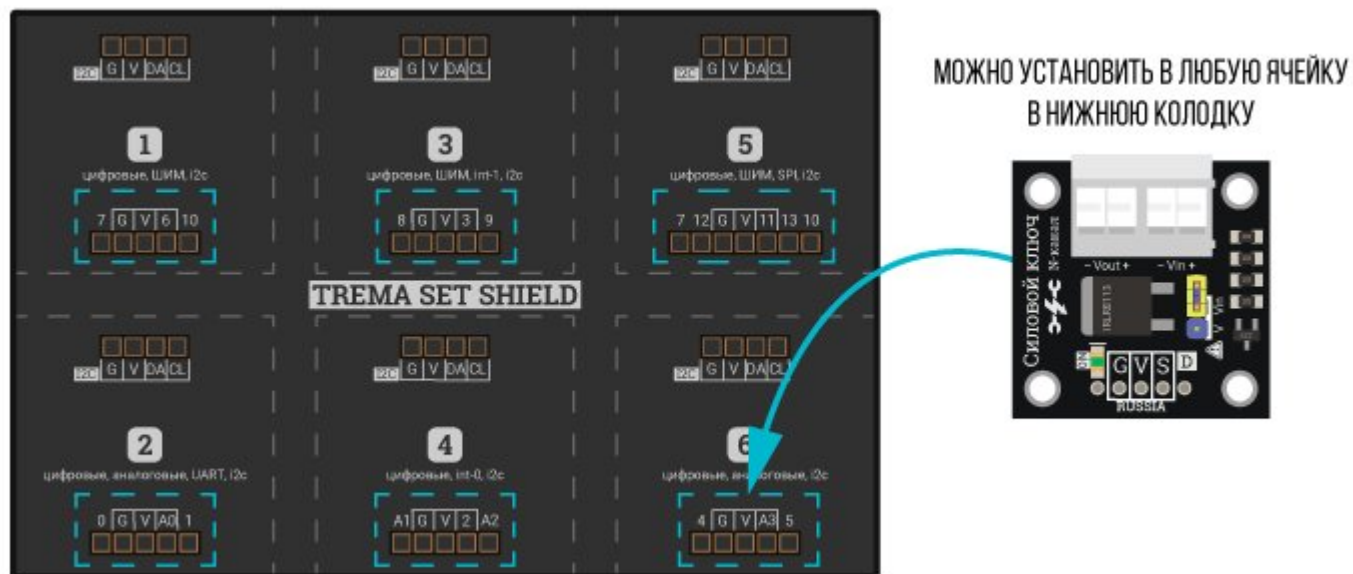 I2C G V DA CL
I2C G V DA CL
I2C G V DA CL
МОЖНО УСТАНОВИТЬ В ЛЮБУЮ ЯЧЕЙКУ
В НИЖНЮЮ КОЛОДКУ
1
цифровые, ШИМ, i2c
7 G V 6 10
3
цифровые, ШИМ, int-1, i2c
8 G V 3 9
5
цифровые, ШИМ, SPI, i2c
7 12 G V 11 13 10
TREMA SET SHIELD
I2C G V DA CL
I2C G V DA CL
I2C G V DA CL
2
цифровые, аналоговые, UART, i2c
0 G V A0 1
4
цифровые, int-0, i2c
A1 G V 2 A2
6
цифровые, аналоговые, i2c
4 G V A3 5
СИЛОВОЙ КЛЮЧ
N-канал
- Vout + - Vin +
V Vin
ON
G V S D
RUSSIA